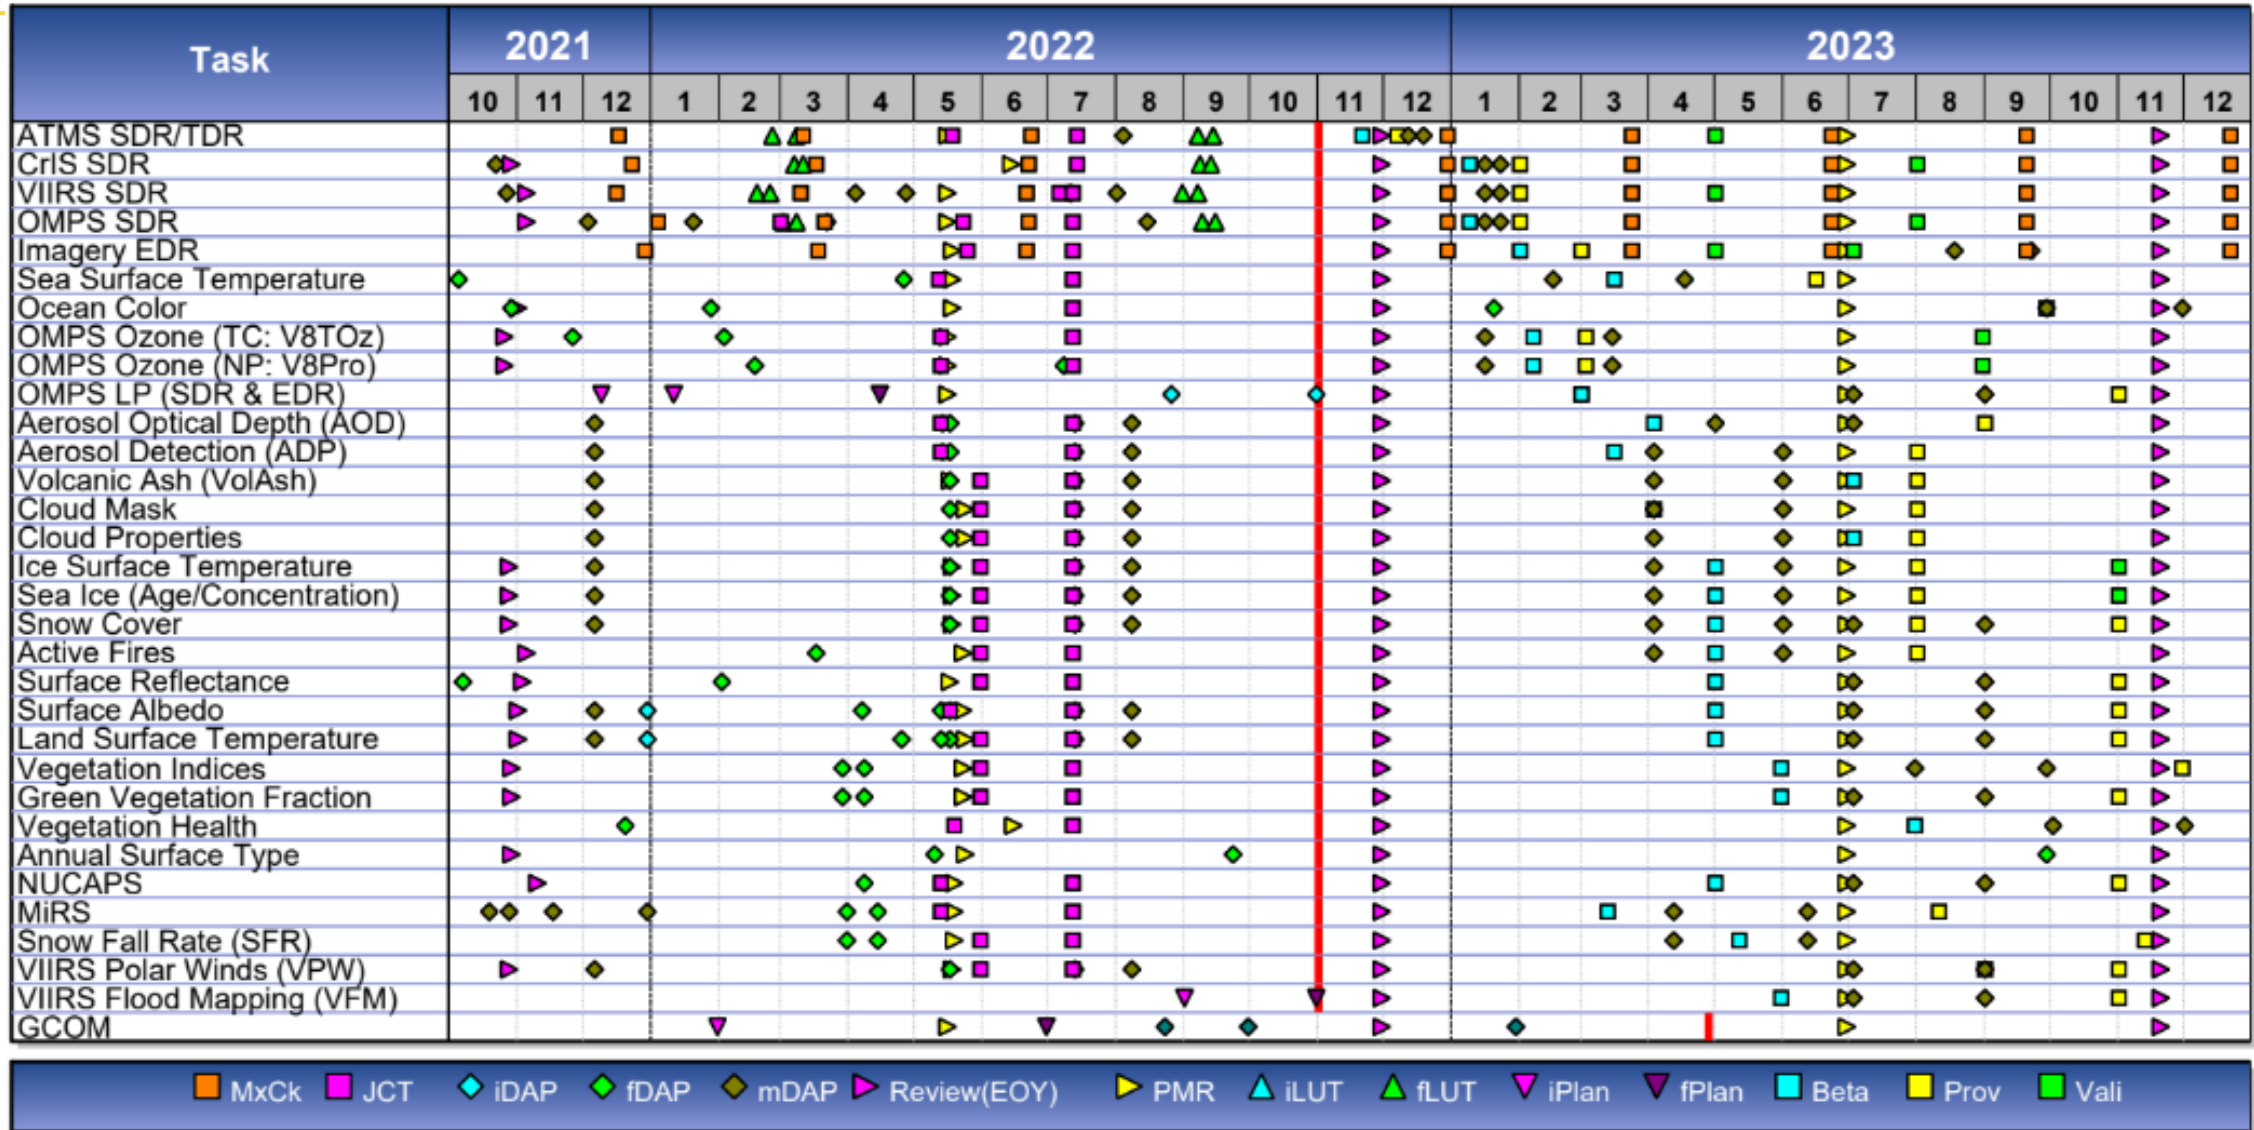 Task 2021 2022 2023
10 11 12 1 2 3 4 5 6 7 8 9 10 11 12 1 2 3 4 5 6 7 8 9 10 11 12
ATMS SDR/TDR
CrIS SDR
VIIRS SDR
OMPS SDR
Imagery EDR
Sea Surface Temperature
Ocean Color
OMPS Ozone (TC: V8TOz)
OMPS Ozone (NP: V8Pro)
OMPS LP (SDR & EDR)
Aerosol Optical Depth (AOD)
Aerosol Detection (ADP)
Volcanic Ash (VolAsh)
Cloud Mask
Cloud Properties
Ice Surface Temperature
Sea Ice (Age/Concentration)
Snow Cover
Active Fires
Surface Reflectance
Surface Albedo
Land Surface Temperature
Vegetation Indices
Green Vegetation Fraction
Vegetation Health
Annual Surface Type
NUCAPS
MiRS
Snow Fall Rate (SFR)
VIIRS Polar Winds (VPW)
VIIRS Flood Mapping (VFM)
GCOM
MxCk JCT iDAP fDAP mDAP Review(EOY) PMR iLUT fLUT iPlan fPlan Beta Prov Vali